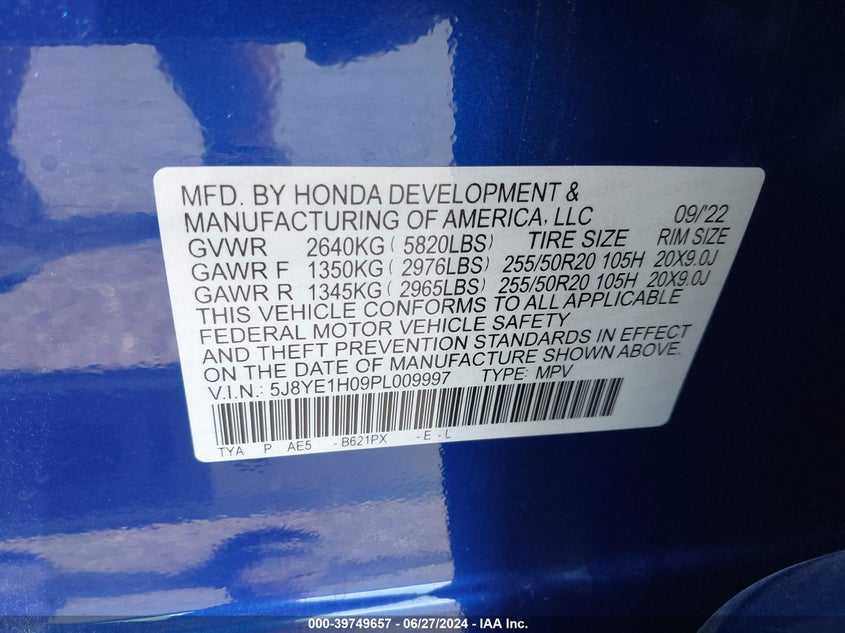 MFD. BY HONDA DEVELOPMENT &
MANUFACTURING OF AMERICA, LLC 09/'22
GVWR 2640KG ( 5820LBS) TIRE SIZE RIM SIZE
GAWR F 1350KG ( 2976LBS) 255/50R20 105H 20X9.0J
GAWR R 1345KG ( 2965LBS) 255/50R20 105H 20X9.0J
THIS VEHICLE CONFORMS TO ALL APPLICABLE
FEDERAL MOTOR VEHICLE SAFETY
AND THEFT PREVENTION STANDARDS IN EFFECT
ON THE DATE OF MANUFACTURE SHOWN ABOVE.
V.I.N.: 5J8YE1H09PL009997 TYPE: MPV
TYA P AE5 - B621PX - E - L
000-39749657 - 06/27/2024 - IAA Inc.